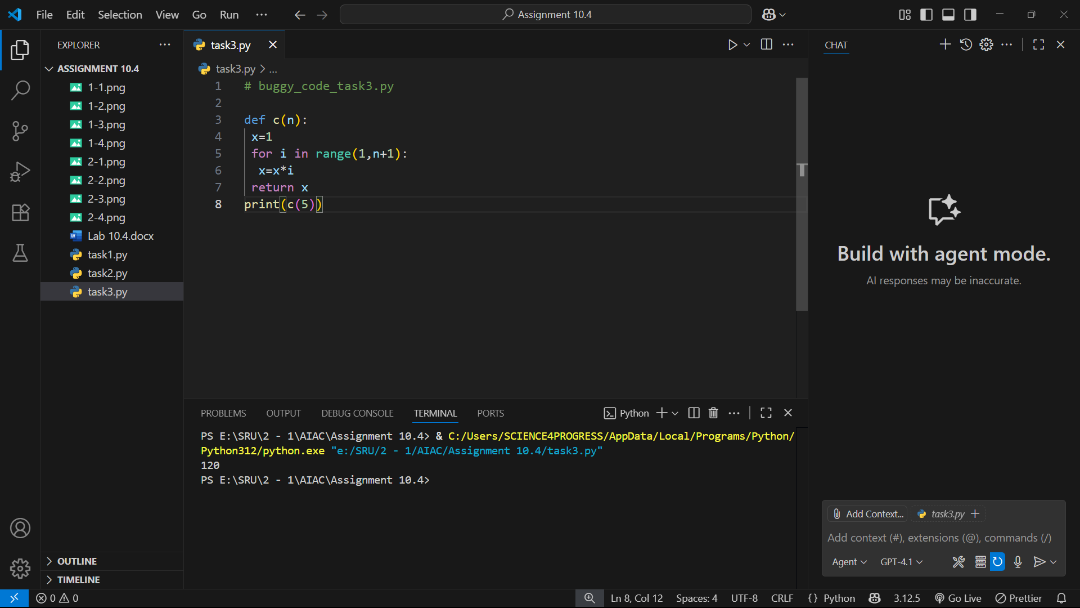 File Edit Selection View Go Run ··· Assignment 10.4
EXPLORER ···
ASSIGNMENT 10.4
1-1.png
1-2.png
1-3.png
1-4.png
2-1.png
2-2.png
2-3.png
2-4.png
Lab 10.4.docx
task1.py
task2.py
task3.py
OUTLINE
TIMELINE
task3.py
task3.py > ...
1 # buggy_code_task3.py
2
3 def c(n):
4 x=1
5 for i in range(1,n+1):
6 x=x*i
7 return x
8 print(c(5))
PROBLEMS OUTPUT DEBUG CONSOLE TERMINAL PORTS Python
PS E:\SRU\2 - 1\AIAC\Assignment 10.4> & C:/Users/SCIENCE4PROGRESS/AppData/Local/Programs/Python/
Python312/python.exe "e:/SRU/2 - 1/AIAC/Assignment 10.4/task3.py"
120
PS E:\SRU\2 - 1\AIAC\Assignment 10.4>
CHAT
Build with agent mode.
AI responses may be inaccurate.
Add Context... task3.py
Add context (#), extensions (@), commands (/)
Agent GPT-4.1
0 0 Ln 8, Col 12 Spaces: 4 UTF-8 CRLF {} Python 3.12.5 Go Live Prettier